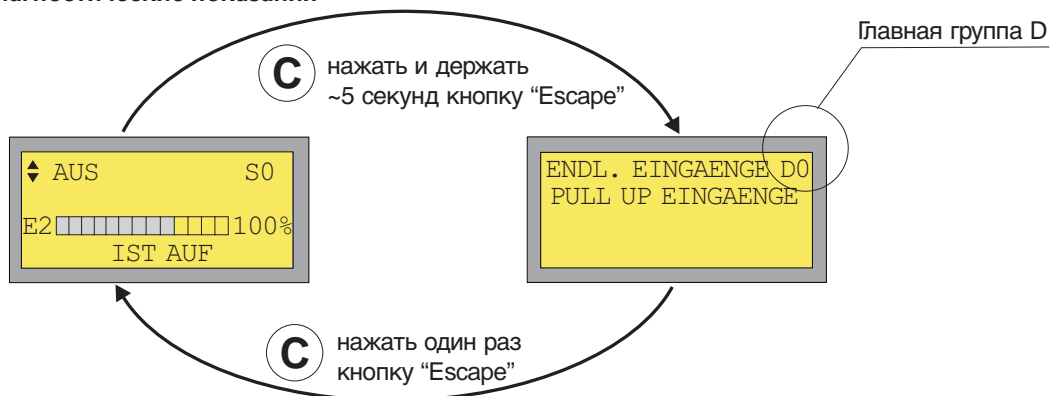 Главная группа D
C
нажать и держать
~5 секунд кнопку “Escape”
AUS S0
E2 100%
IST AUF
ENDL. EINGAENGE D0
PULL UP EINGAENGE
C
нажать один раз
кнопку “Escape”